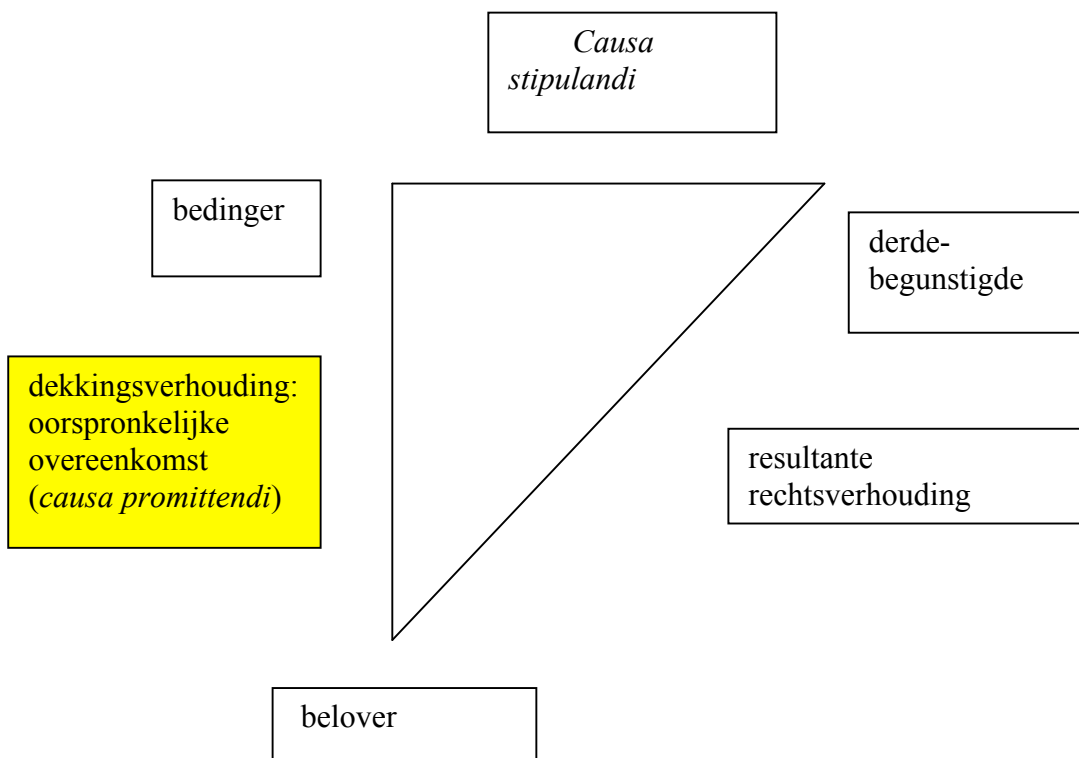 Causa
stipulandi
bedinger
derde-
begunstigde
dekkingsverhouding:
oorspronkelijke
overeenkomst
(causa promittendi)
resultante
rechtsverhouding
belover